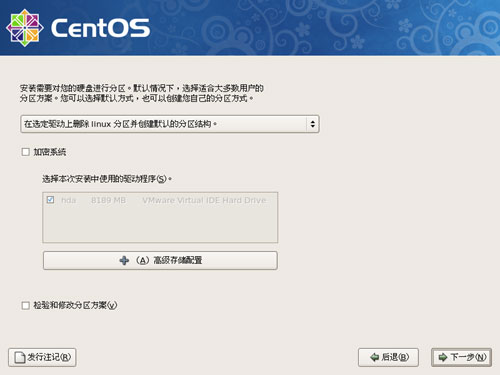 CentOS
安装需要对您的硬盘进行分区。默认情况下，选择适合大多数用户的
分区方案。您可以选择默认方式，也可以创建您自己的分区方式。
在选定驱动上删除 linux 分区并创建默认的分区结构。
加密系统
选择本次安装中使用的驱动程序(S)。
hda 8189 MB VMware Virtual IDE Hard Drive
(A) 高级存储配置
检验和修改分区方案(V)
发行注记(R)
后退(B)
下一步(N)